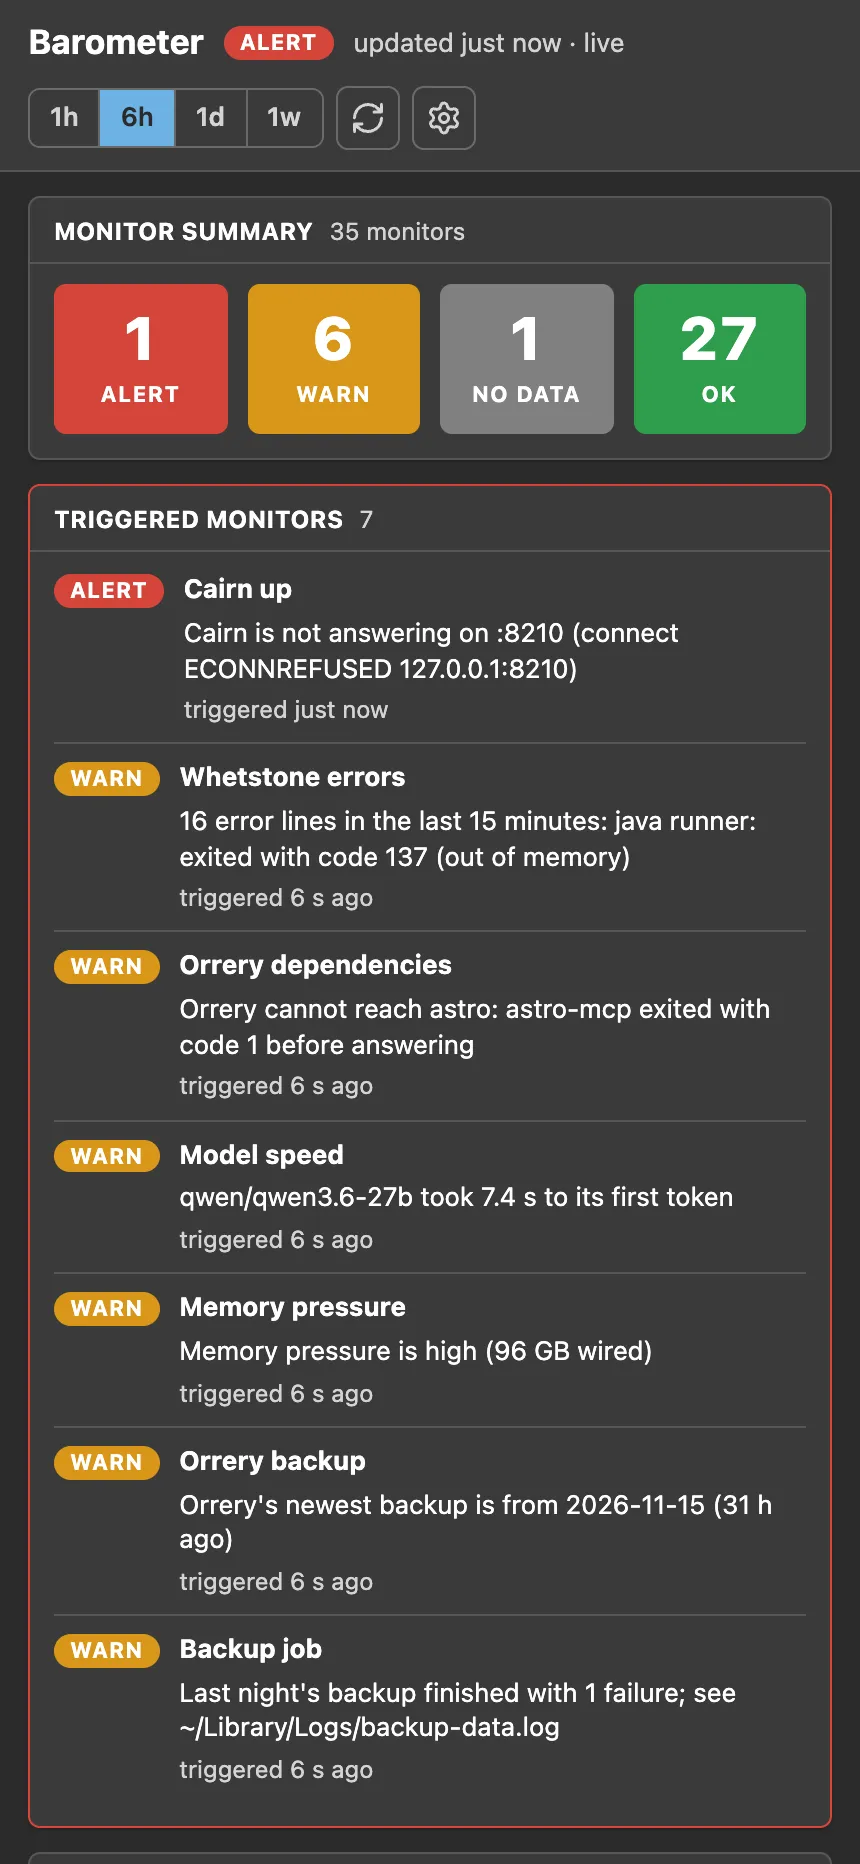 Barometer ALERT updated just now · live
1h 6h 1d 1w
MONITOR SUMMARY 35 monitors
1 6 1 27
ALERT WARN NO DATA OK
TRIGGERED MONITORS 7
ALERT Cairn up
Cairn is not answering on :8210 (connect
ECONNREFUSED 127.0.0.1:8210)
triggered just now
WARN Whetstone errors
16 error lines in the last 15 minutes: java runner:
exited with code 137 (out of memory)
triggered 6 s ago
WARN Orrery dependencies
Orrery cannot reach astro: astro-mcp exited with
code 1 before answering
triggered 6 s ago
WARN Model speed
qwen/qwen3.6-27b took 7.4 s to its first token
triggered 6 s ago
WARN Memory pressure
Memory pressure is high (96 GB wired)
triggered 6 s ago
WARN Orrery backup
Orrery's newest backup is from 2026-11-15 (31 h
ago)
triggered 6 s ago
WARN Backup job
Last night's backup finished with 1 failure; see
~/Library/Logs/backup-data.log
triggered 6 s ago